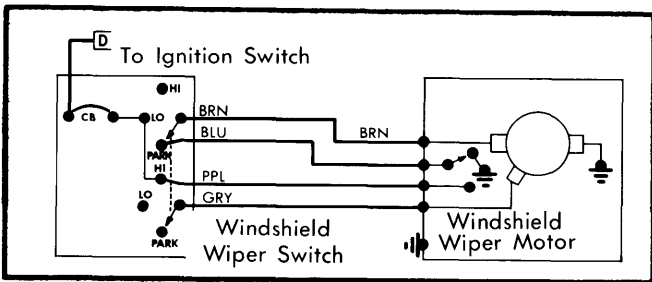 D
To Ignition Switch
HI
CB
LO
BRN
BRN
BLU
PARK
HI
PPL
LO
GRY
PARK
Windshield
Wiper Switch
Windshield
Wiper Motor